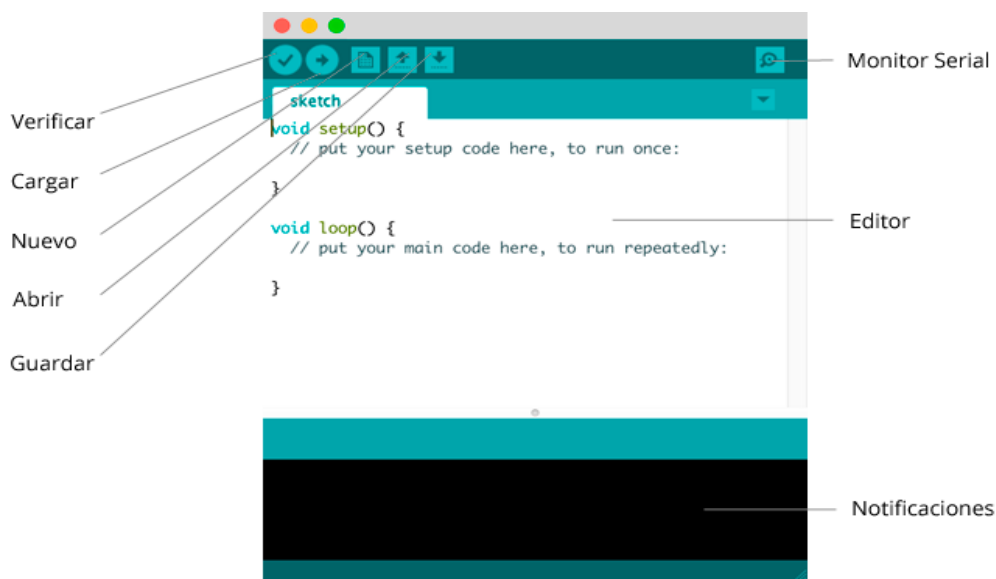 Verificar
Cargar
Nuevo
Abrir
Guardar
sketch
void setup() {
// put your setup code here, to run once:
}
void loop() {
// put your main code here, to run repeatedly:
}
Monitor Serial
Editor
Notificaciones